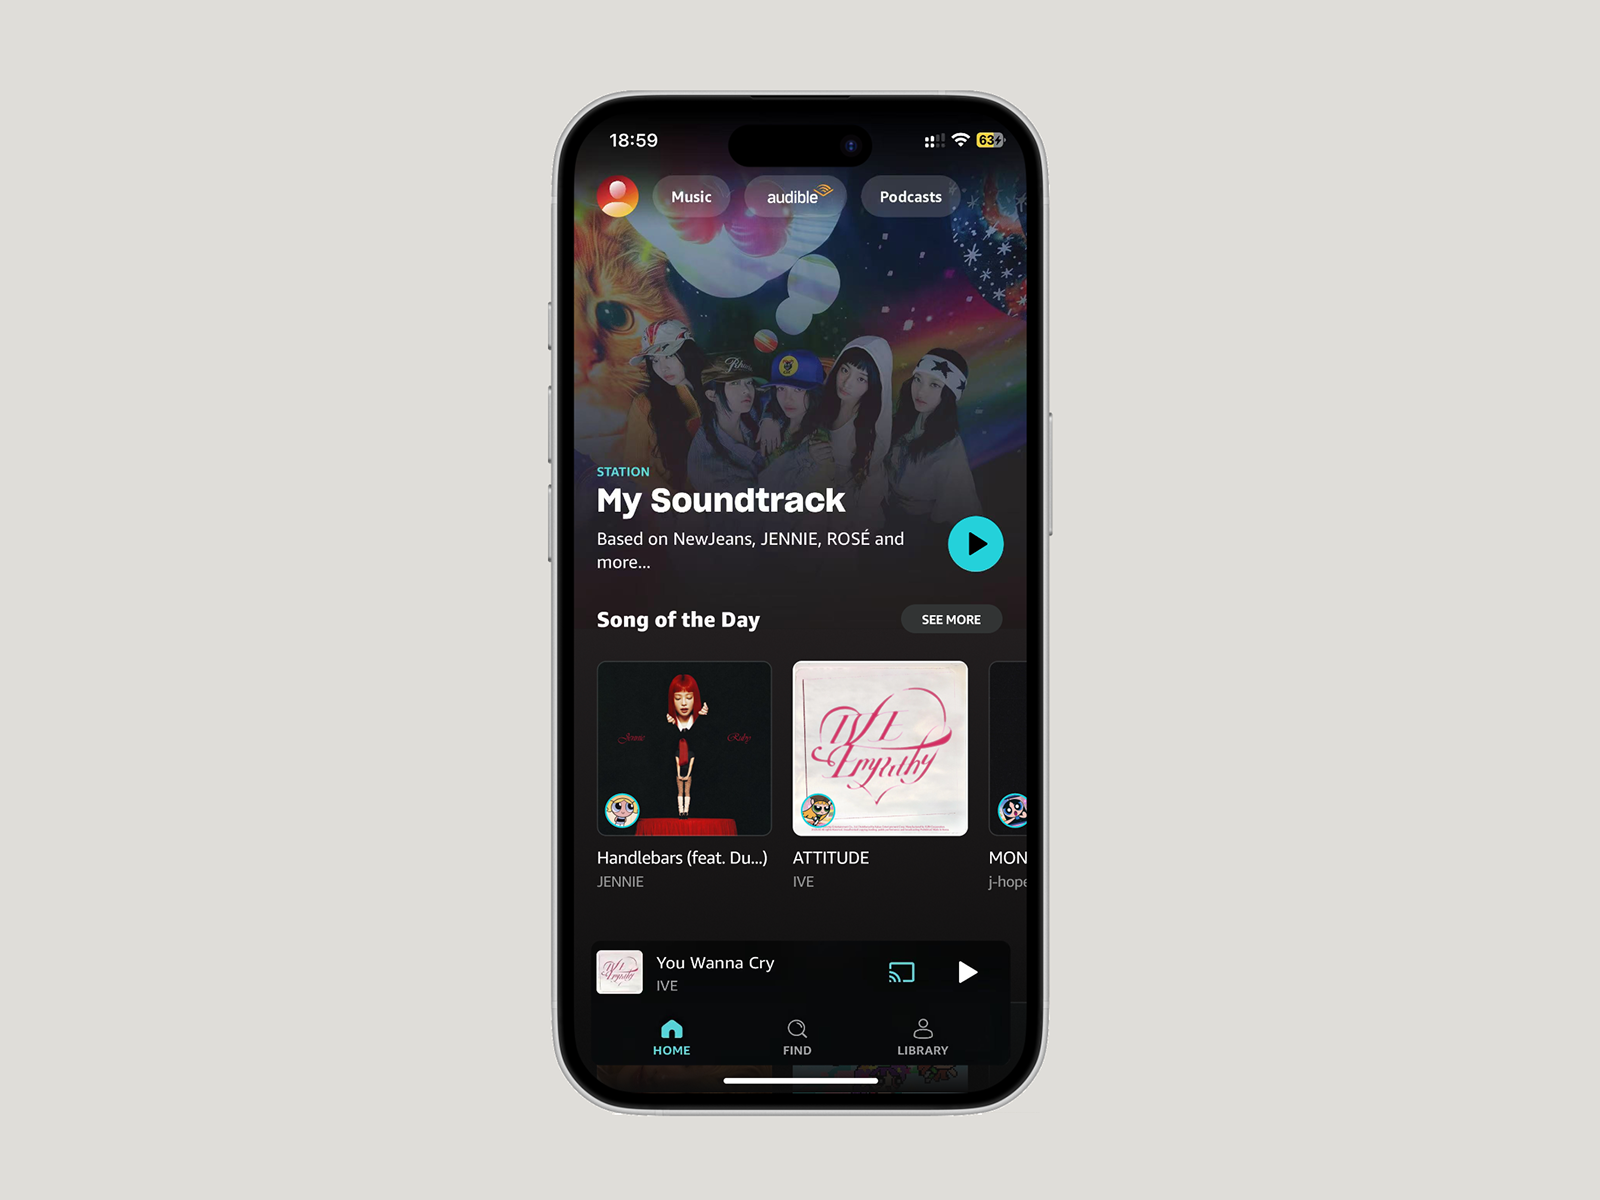 18:59
63
Music
audible
Podcasts
STATION
My Soundtrack
Based on NewJeans, JENNIE, ROSÉ and
more...
Song of the Day
SEE MORE
Jennie
Ruby
IVE
Empathy
Handlebars (feat. Du...)
ATTITUDE
MON
JENNIE
IVE
j-hope
You Wanna Cry
IVE
HOME
FIND
LIBRARY